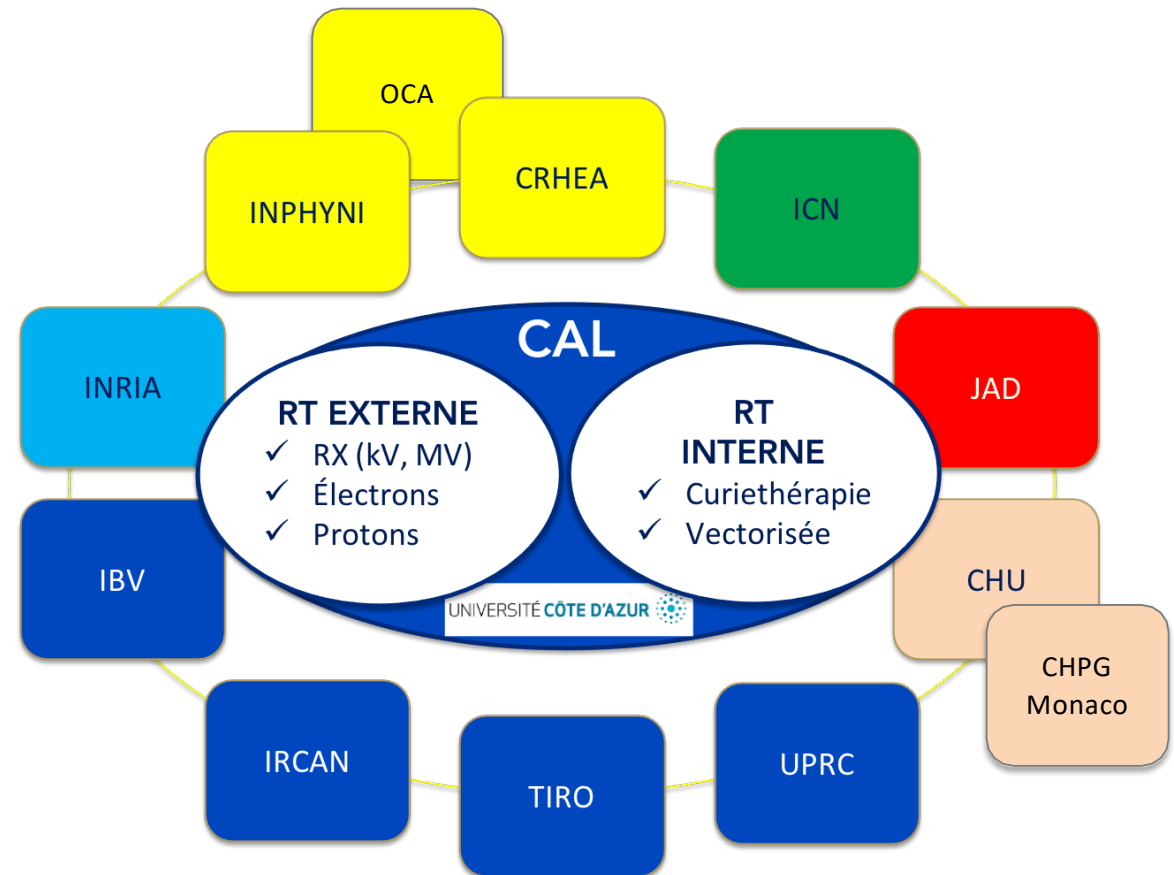 OCA
CRHEA
INPHYNI
ICN
INRIA
JAD
CAL
RT EXTERNE
✓ RX (kV, MV)
✓ Électrons
✓ Protons
RT
INTERNE
✓ Curiethérapie
✓ Vectorisée
UNIVERSITÉ CÔTE D'AZUR
IBV
CHU
CHPG
Monaco
IRCAN
TIRO
UPRC